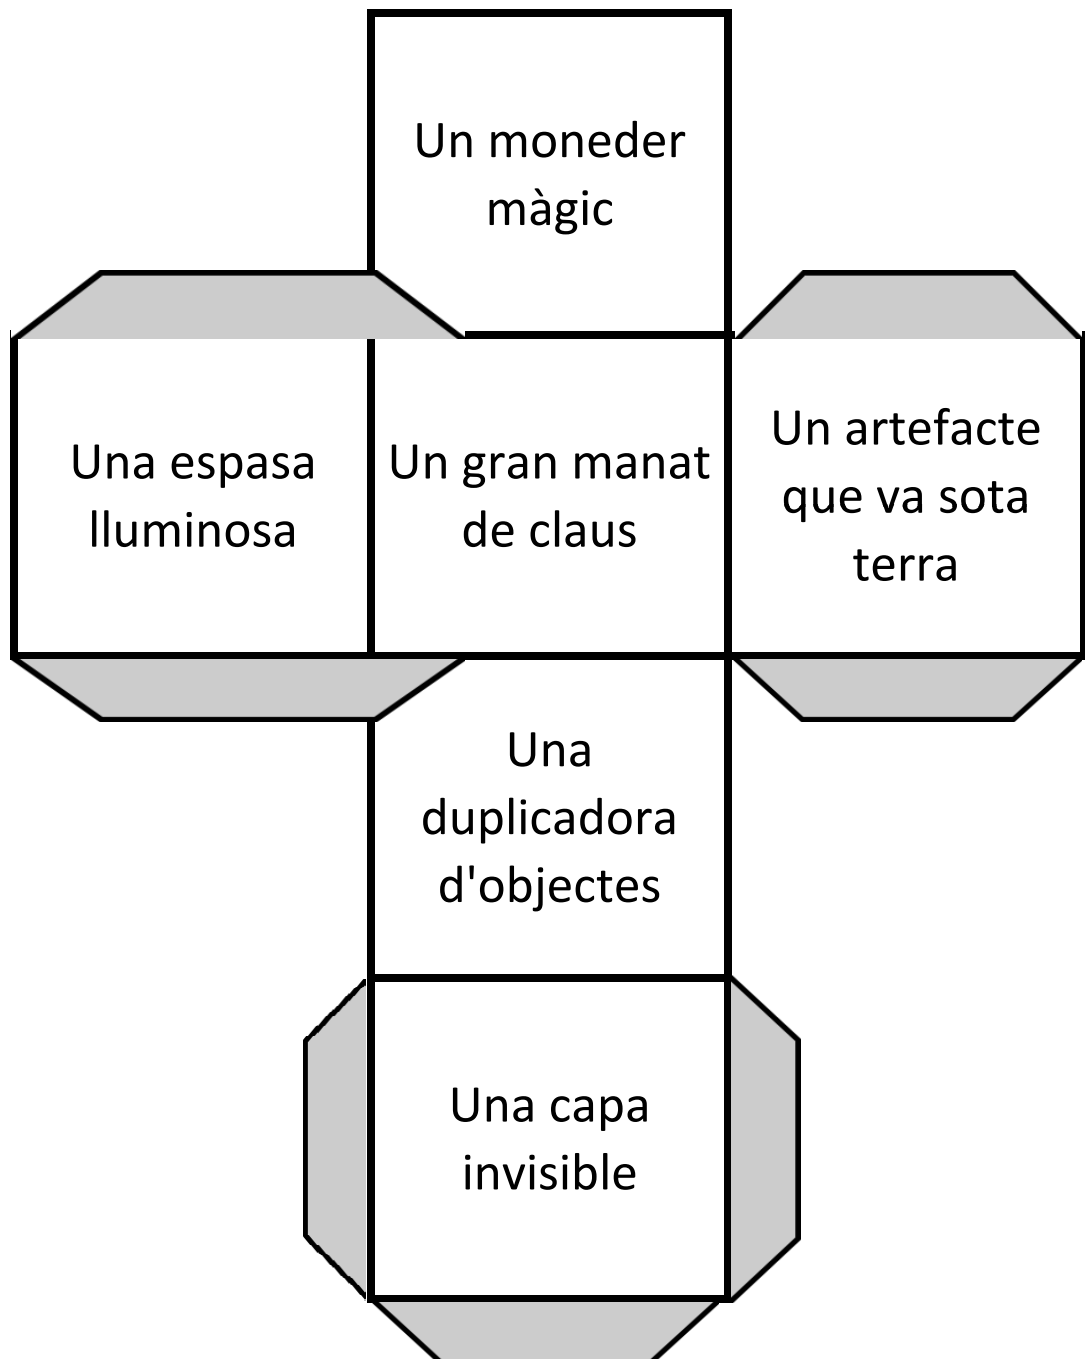 Un moneder
màgic
Una espasa
lluminosa
Un gran manat
de claus
Un artefacte
que va sota
terra
Una
duplicadora
d'objectes
Una capa
invisible